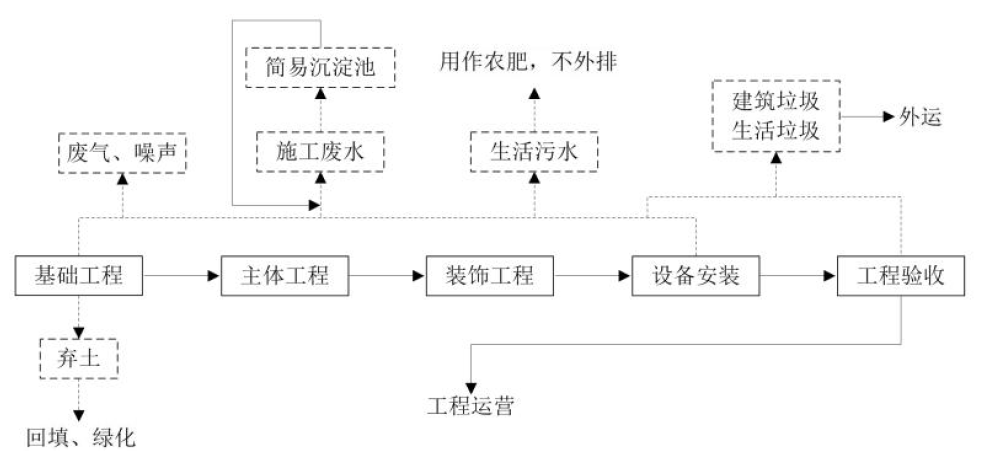 简易沉淀池
用作农肥，不外排
建筑垃圾
生活垃圾
外运
废气、噪声
施工废水
生活污水
基础工程
主体工程
装饰工程
设备安装
工程验收
弃土
工程运营
回填、绿化